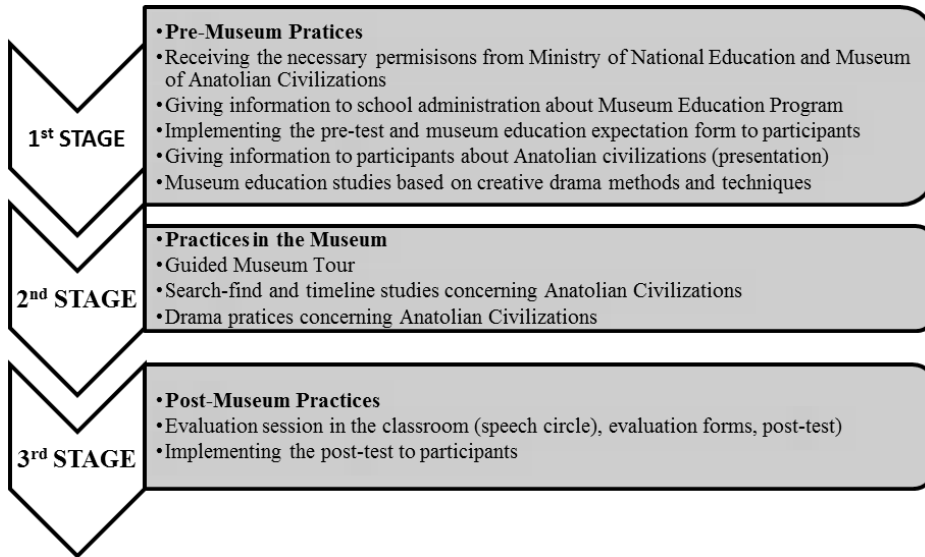 1st STAGE
•Pre-Museum Pratices
•Receiving the necessary permisisons from Ministry of National Education and Museum
of Anatolian Civilizations
•Giving information to school administration about Museum Education Program
•Implementing the pre-test and museum education expectation form to participants
•Giving information to participants about Anatolian civilizations (presentation)
•Museum education studies based on creative drama methods and techniques
2nd STAGE
•Practices in the Museum
•Guided Museum Tour
•Search-find and timeline studies concerning Anatolian Civilizations
•Drama pratices concerning Anatolian Civilizations
3rd STAGE
•Post-Museum Practices
•Evaluation session in the classroom (speech circle), evaluation forms, post-test)
•Implementing the post-test to participants